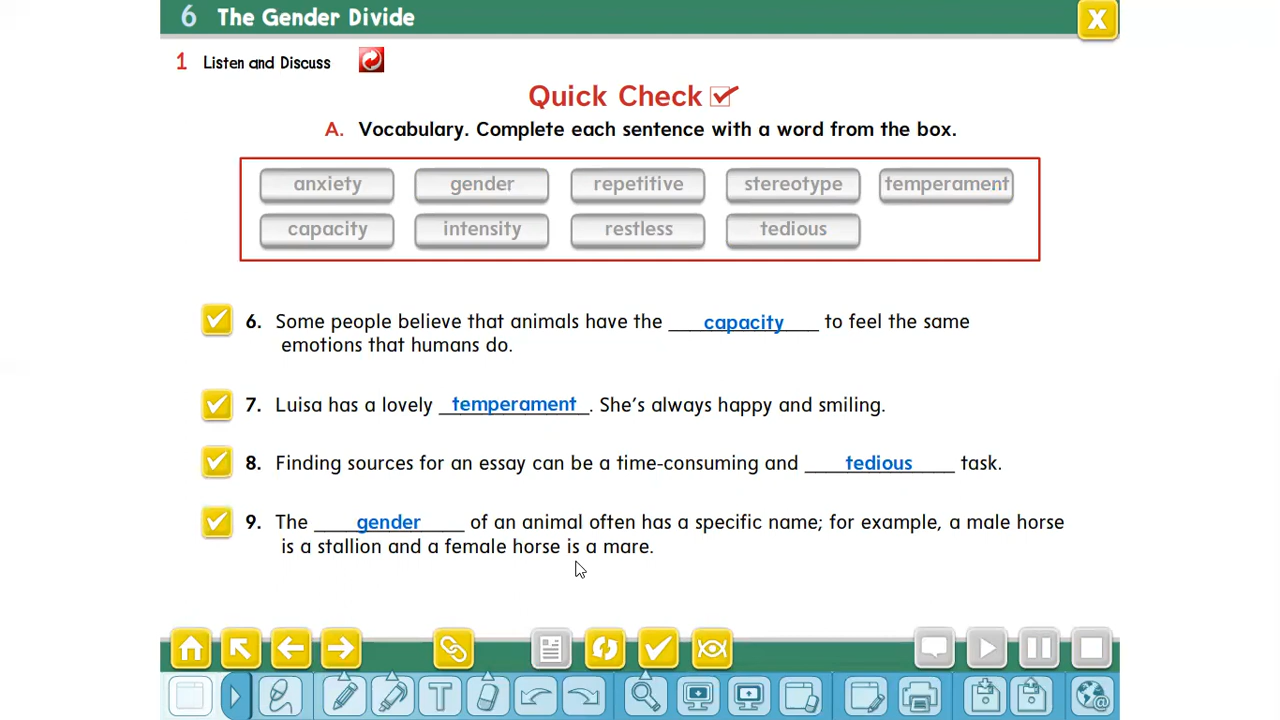 6 The Gender Divide
X
1 Listen and Discuss
Quick Check
A. Vocabulary. Complete each sentence with a word from the box.
anxiety gender repetitive stereotype temperament
capacity intensity restless tedious
6. Some people believe that animals have the capacity to feel the same
emotions that humans do.
7. Luisa has a lovely temperament. She's always happy and smiling.
8. Finding sources for an essay can be a time-consuming and tedious task.
9. The gender of an animal often has a specific name; for example, a male horse
is a stallion and a female horse is a mare.
T